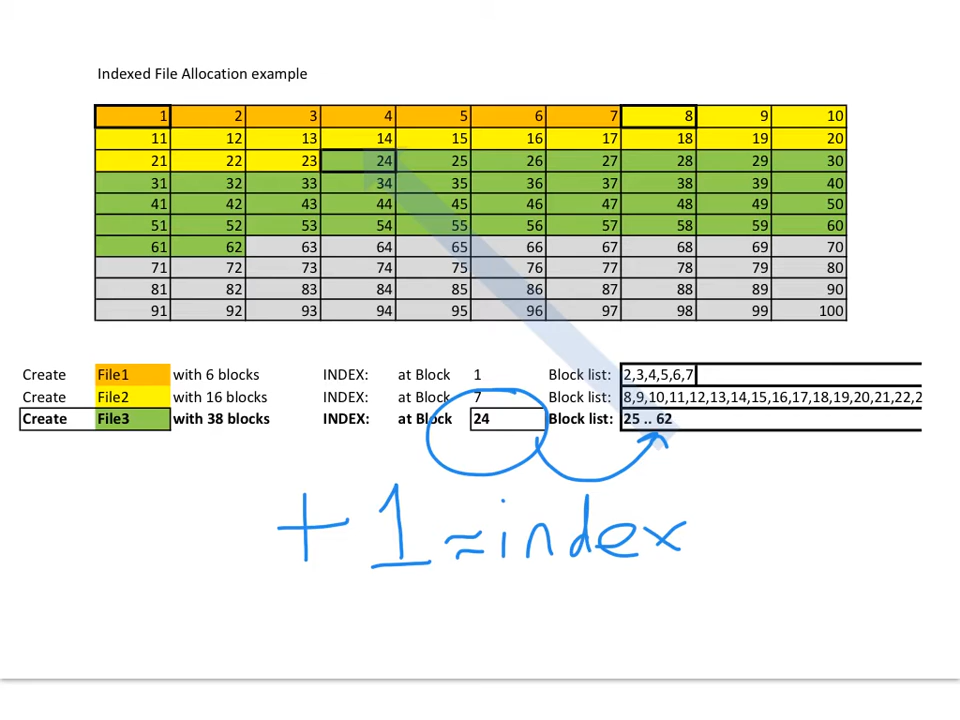 Indexed File Allocation example
1 2 3 4 5 6 7 8 9 10
11 12 13 14 15 16 17 18 19 20
21 22 23 24 25 26 27 28 29 30
31 32 33 34 35 36 37 38 39 40
41 42 43 44 45 46 47 48 49 50
51 52 53 54 55 56 57 58 59 60
61 62 63 64 65 66 67 68 69 70
71 72 73 74 75 76 77 78 79 80
81 82 83 84 85 86 87 88 89 90
91 92 93 94 95 96 97 98 99 100
Create File1 with 6 blocks INDEX: at Block 1 Block list: 2,3,4,5,6,7
Create File2 with 16 blocks INDEX: at Block 7 Block list: 8,9,10,11,12,13,14,15,16,17,18,19,20,21,22,2
Create File3 with 38 blocks INDEX: at Block 24 Block list: 25 .. 62
+ 1 ≈ index